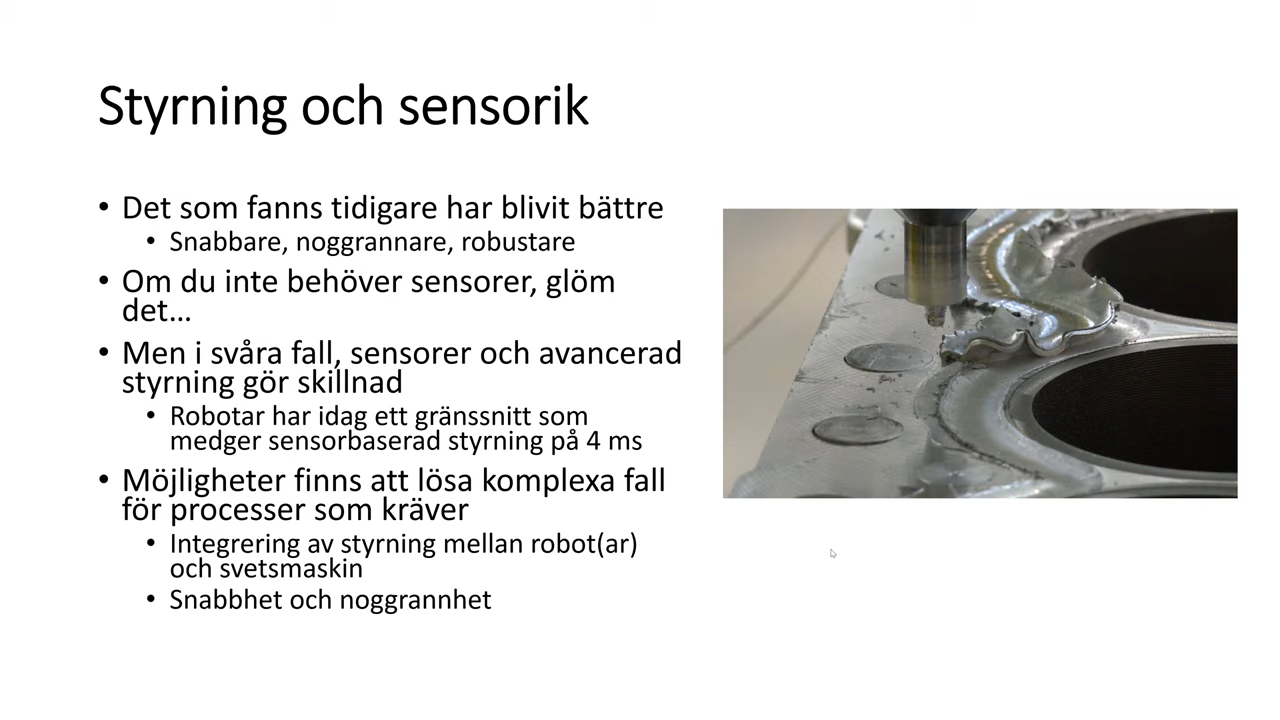 Styrning och sensorik
• Det som fanns tidigare har blivit bättre
• Snabbare, noggrannare, robustare
• Om du inte behöver sensorer, glöm
det...
• Men i svåra fall, sensorer och avancerad
styrning gör skillnad
• Robotar har idag ett gränssnitt som
medger sensorbaserad styrning på 4 ms
• Möjligheter finns att lösa komplexa fall
för processer som kräver
• Integrering av styrning mellan robot(ar)
och svetsmaskin
• Snabbhet och noggrannhet